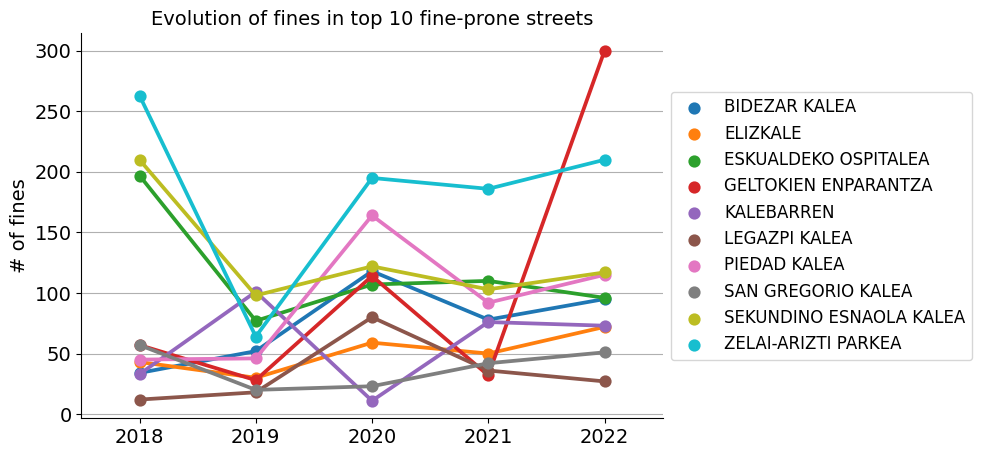 Evolution of fines in top 10 fine-prone streets
# of fines
300
250
200
150
100
50
0
2018 2019 2020 2021 2022
BIDEZAR KALEA
ELIZKALE
ESKUALDEKO OSPITALEA
GELTOKIEN ENPARANTZA
KALEBARREN
LEGAZPI KALEA
PIEDAD KALEA
SAN GREGORIO KALEA
SEKUNDINO ESNAOLA KALEA
ZELAI-ARIZTI PARKEA